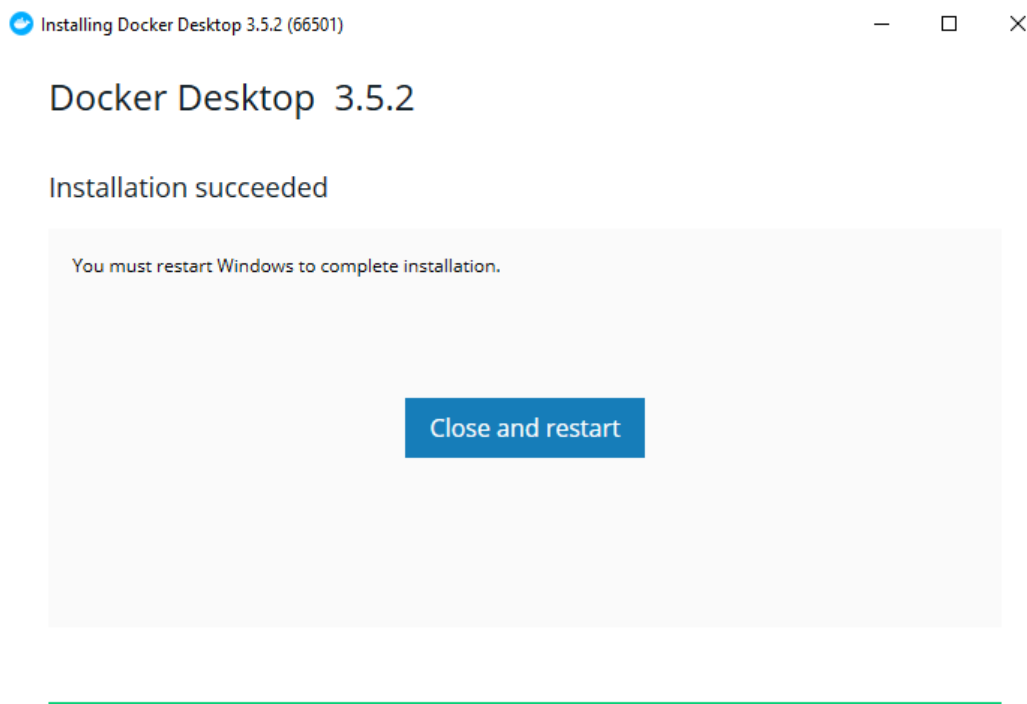 Installing Docker Desktop 3.5.2 (66501)
Docker Desktop 3.5.2
Installation succeeded
You must restart Windows to complete installation.
Close and restart